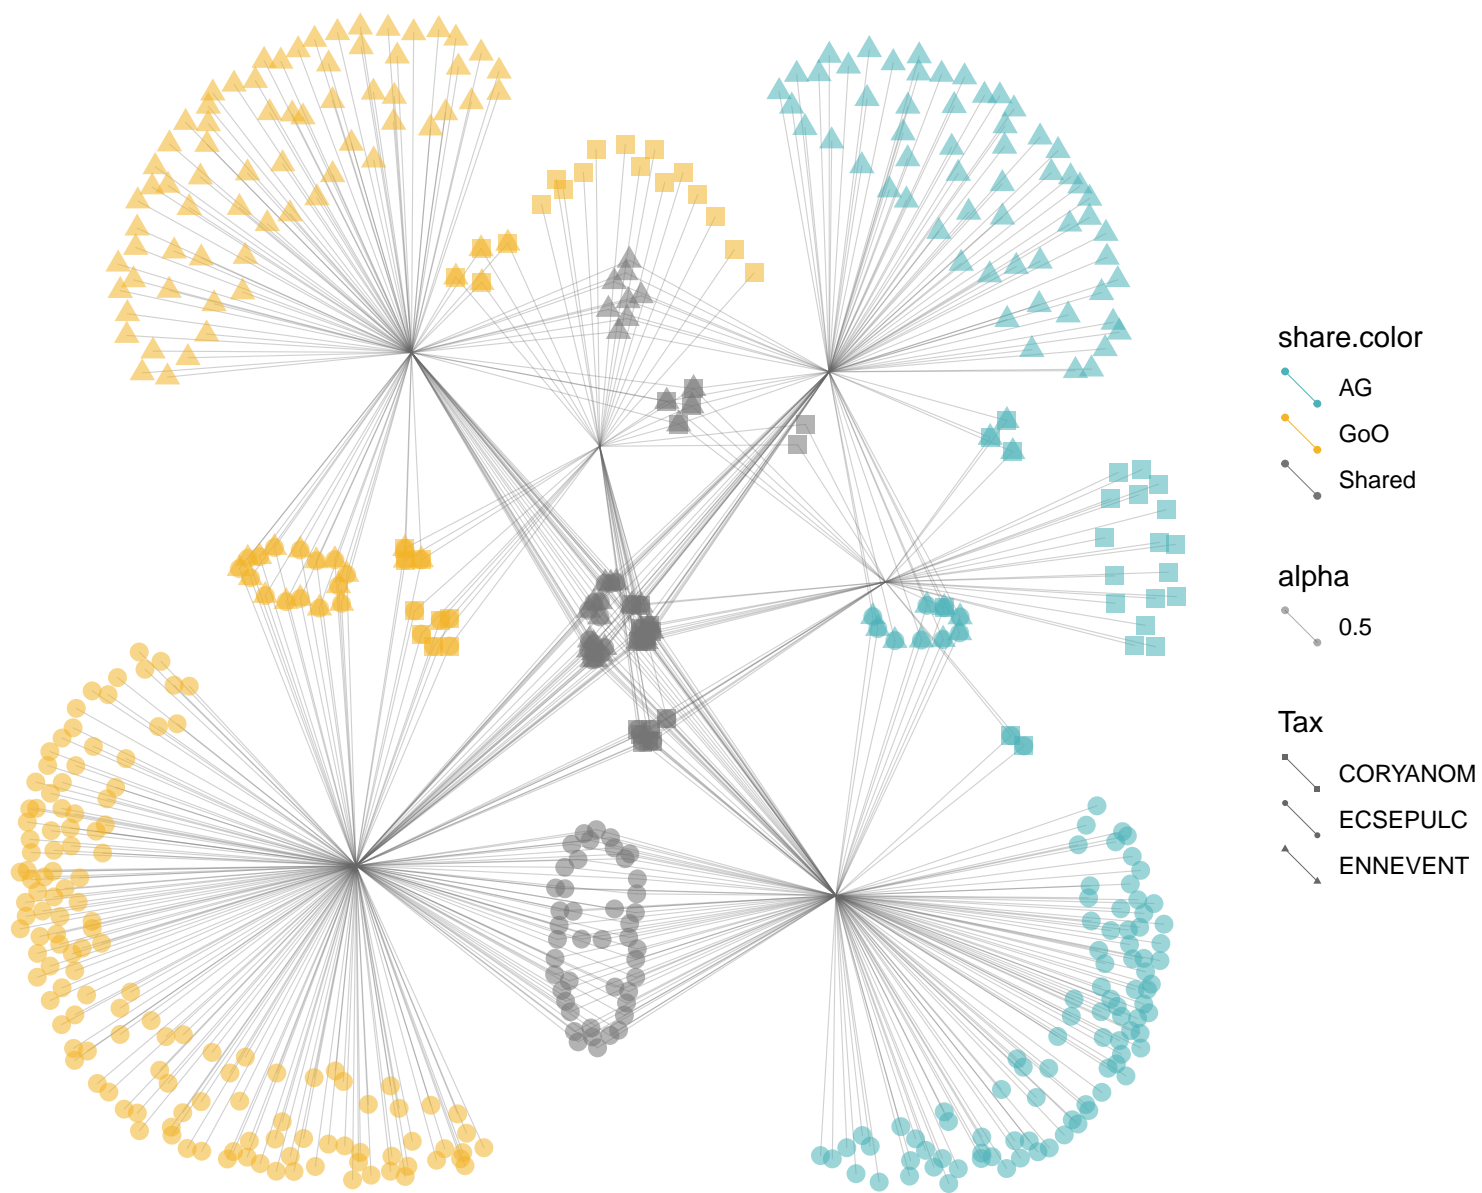 share.color
AG
GoO
Shared
alpha
0.5
Tax
CORYANOM
ECSEPULC
ENNEVENT